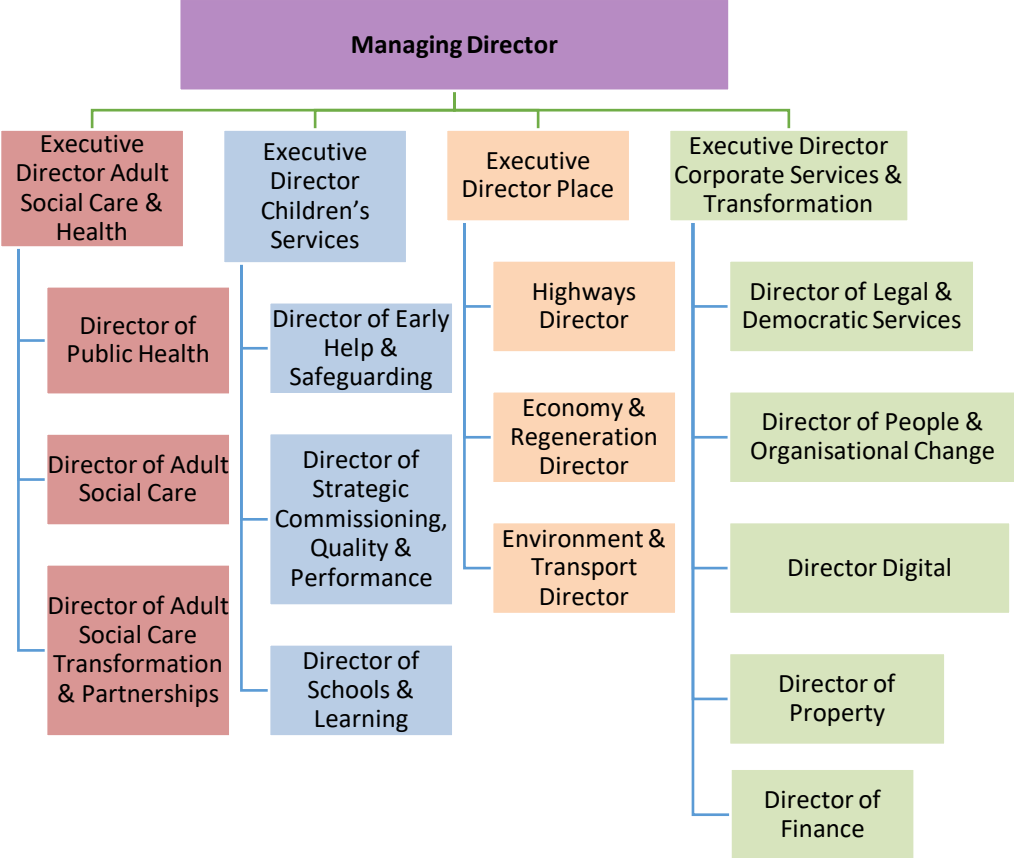 Managing Director
Executive
Director Adult
Social Care &
Health
Director of
Public Health
Director of Adult
Social Care
Director of Adult
Social Care
Transformation
& Partnerships
Executive
Director
Children’s
Services
Director of Early
Help &
Safeguarding
Director of
Strategic
Commissioning,
Quality &
Performance
Director of
Schools &
Learning
Executive
Director Place
Highways
Director
Economy &
Regeneration
Director
Environment &
Transport
Director
Executive Director
Corporate Services &
Transformation
Director of Legal &
Democratic Services
Director of People &
Organisational Change
Director Digital
Director of
Property
Director of
Finance